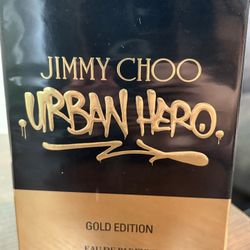 JIMMY CHOO
URBAN HERO
GOLD EDITION
EAU DE PARFUM